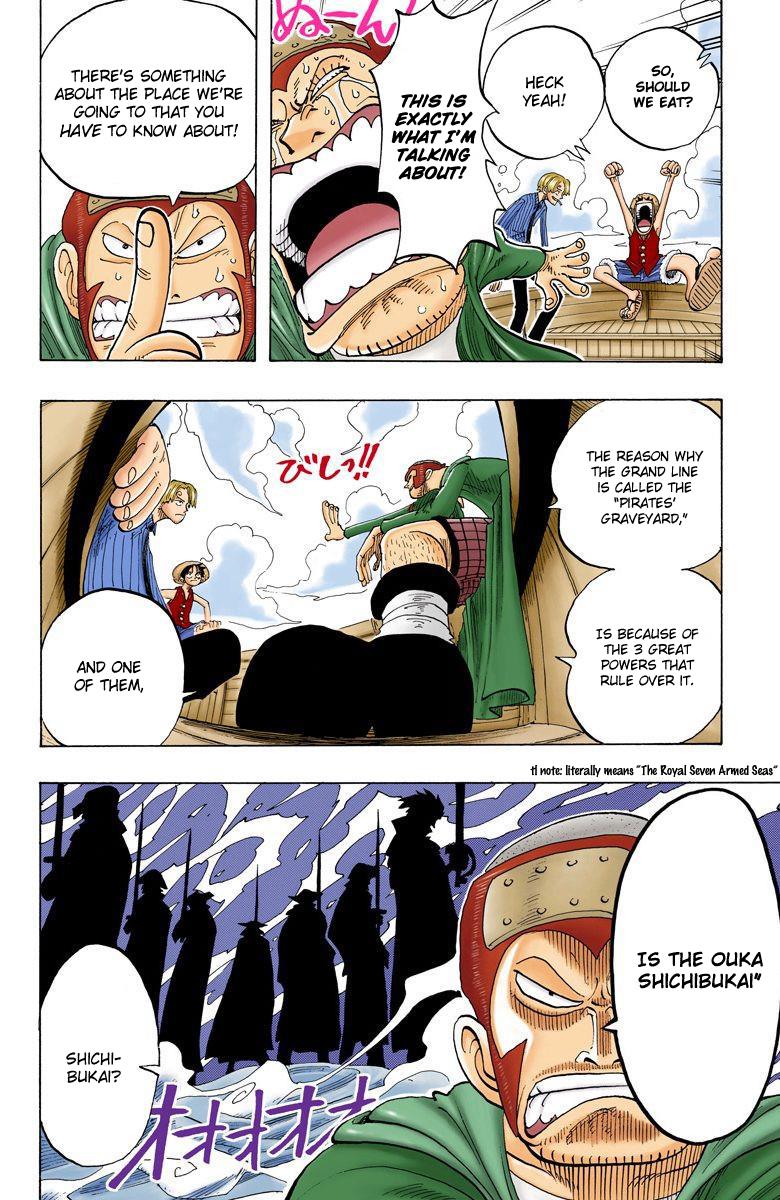 ぬーん!
SO,
SHOULD
WE EAT?
HECK
YEAH!
THIS IS
EXACTLY
WHAT I'M
TALKING
ABOUT!
THERE'S SOMETHING
ABOUT THE PLACE WE'RE
GOING TO THAT YOU
HAVE TO KNOW ABOUT!
THE REASON WHY
THE GRAND LINE
IS CALLED THE
"PIRATES'
GRAVEYARD,"
IS BECAUSE OF
THE 3 GREAT
POWERS THAT
RULE OVER IT.
びしっ!!
AND ONE
OF THEM,
tl note: literally means "The Royal Seven Armed Seas"
IS THE OUKA
SHICHIBUKAI"
SHICHI-
BUKAI?
オオオオオ